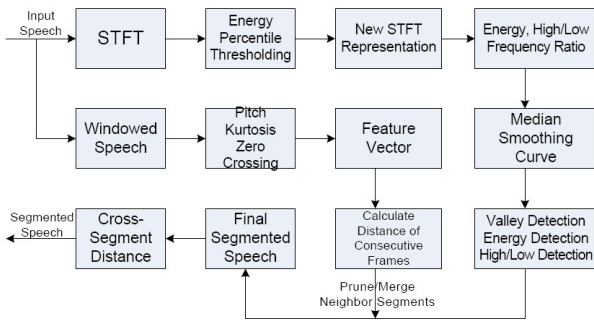 Input
Speech
STFT
Energy
Percentile
Thresholding
New STFT
Representation
Energy, High/Low
Frequency Ratio
Windowed
Speech
Pitch
Kurtosis
Zero
Crossing
Feature
Vector
Median
Smoothing
Curve
Segmented
Speech
Cross-
Segment
Distance
Final
Segmented
Speech
Calculate
Distance of
Consecutive
Frames
Valley Detection
Energy Detection
High/Low Detection
Prune/Merge
Neighbor Segments